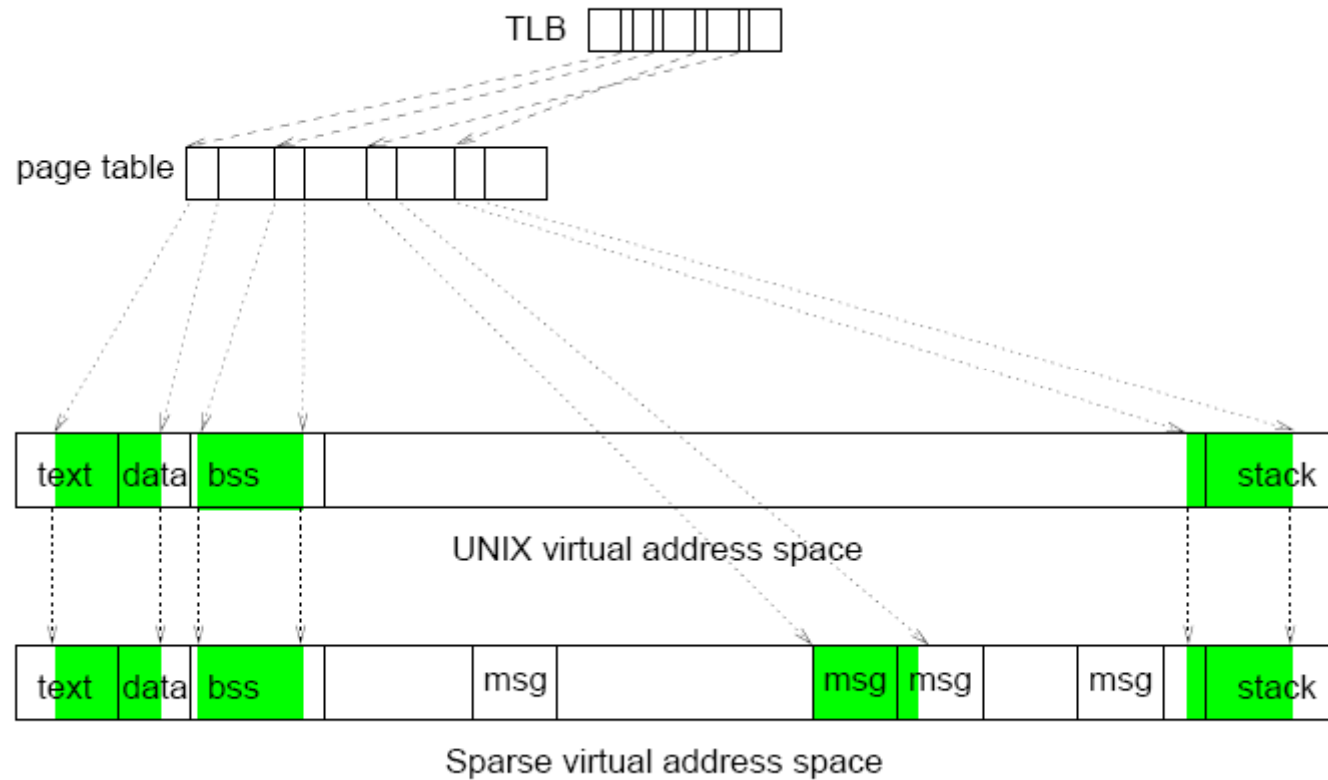 TLB
page table
text data bss stack
UNIX virtual address space
text data bss msg msg msg msg stack
Sparse virtual address space